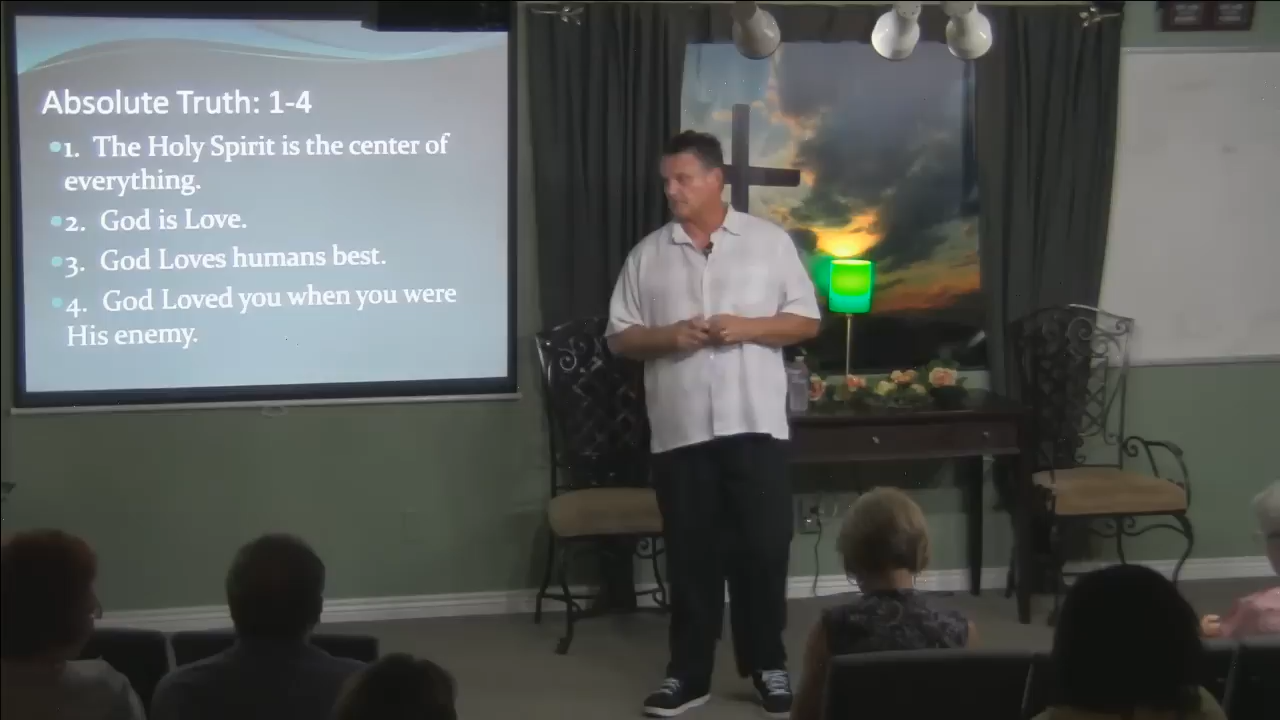 Absolute Truth: 1-4
•1. The Holy Spirit is the center of
everything.
•2. God is Love.
•3. God Loves humans best.
•4. God Loved you when you were
His enemy.